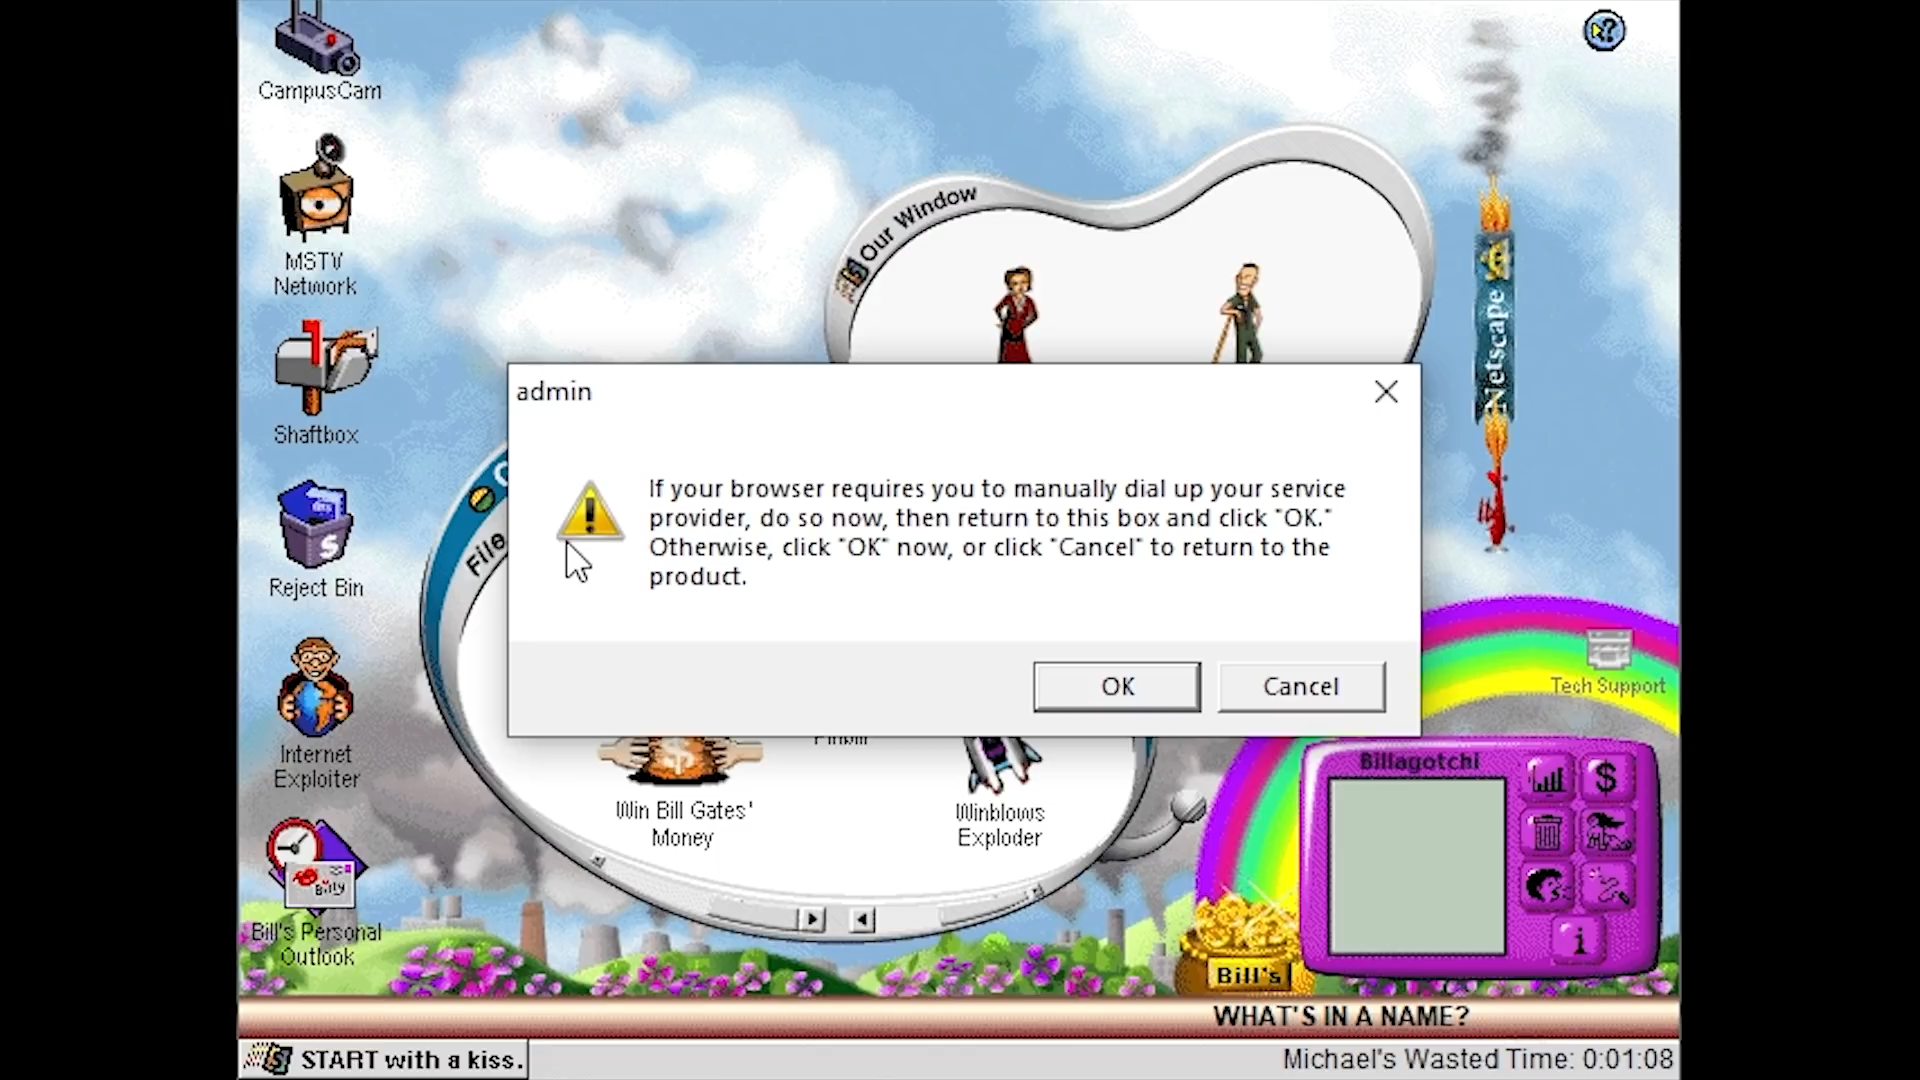 CampusCam
MSTV
Network
Shaftbox
Reject Bin
Internet
Exploiter
Billy
Bill's Personal
Outlook
Our Window
Netscape
File
admin
If your browser requires you to manually dial up your service
provider, do so now, then return to this box and click "OK."
Otherwise, click "OK" now, or click "Cancel" to return to the
product.
OK
Cancel
Win Bill Gates'
Money
Winblows
Exploder
Tech Support
Billagotchi
$
i
Bill's
WHAT'S IN A NAME?
START with a kiss.
Michael's Wasted Time: 0:01:08